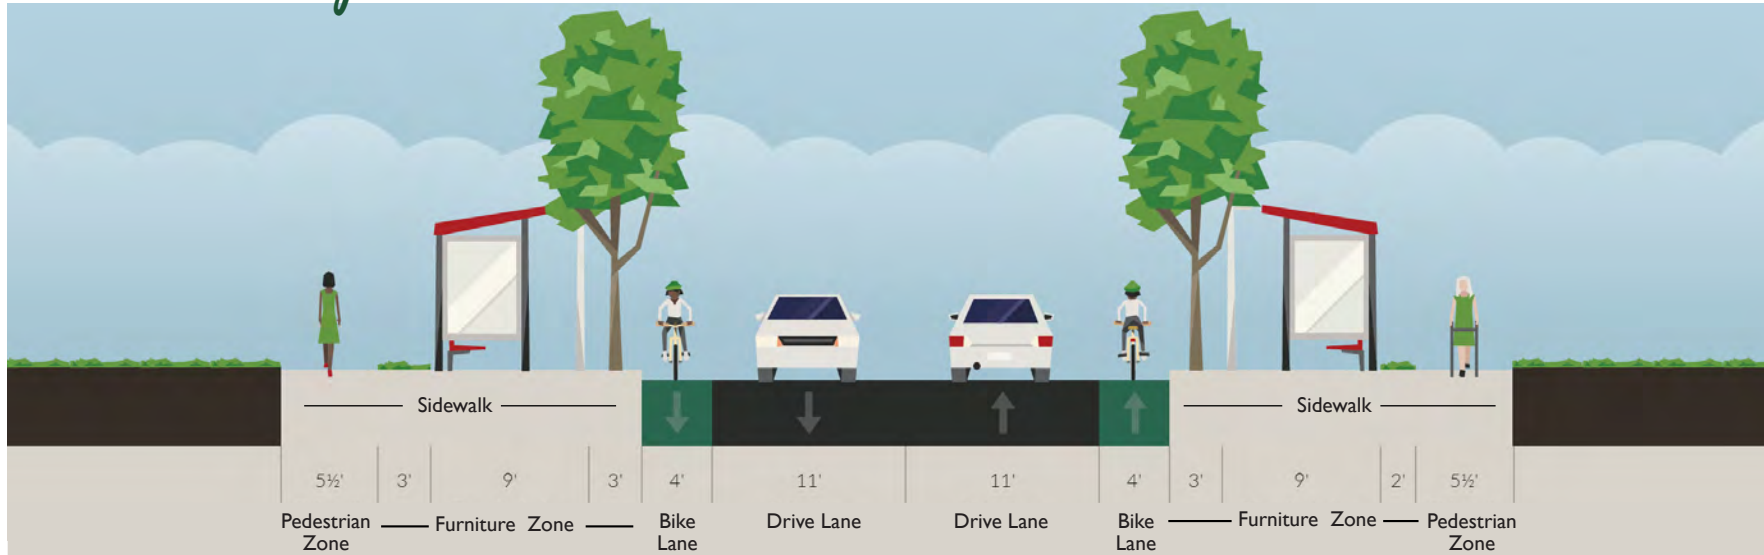 Sidewalk
Sidewalk
5½' 3' 9' 3' 4' 11' 11' 4' 3' 9' 2' 5½'
Pedestrian Zone
Furniture Zone
Bike Lane
Drive Lane
Drive Lane
Bike Lane
Furniture Zone
Pedestrian Zone